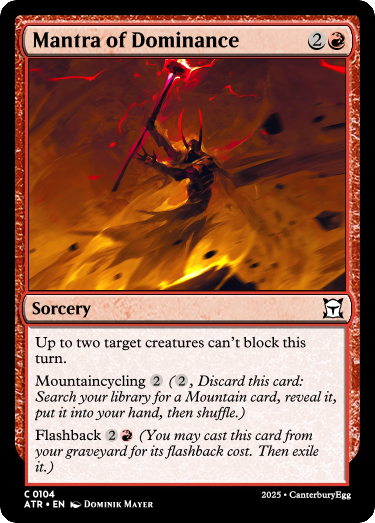 Mantra of Dominance 2
Sorcery
Up to two target creatures can't block this
turn.
Mountaincycling 2 (2, Discard this card:
Search your library for a Mountain card, reveal it,
put it into your hand, then shuffle.)
Flashback 2 (You may cast this card from
your graveyard for its flashback cost. Then exile
it.)
C 0104
ATR • EN Dominik Mayer
2025 • CanterburyEgg